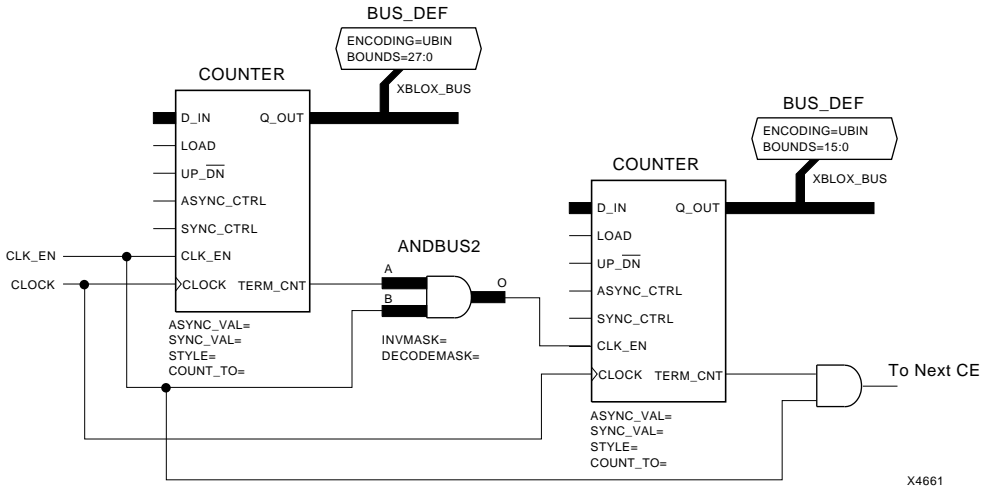 BUS_DEF
ENCODING=UBIN
BOUNDS=27:0
XBLOX_BUS
COUNTER
D_IN
Q_OUT
LOAD
UP_DN
ASYNC_CTRL
SYNC_CTRL
CLK_EN
CLK_EN
CLOCK
CLOCK
TERM_CNT
ASYNC_VAL=
SYNC_VAL=
STYLE=
COUNT_TO=
ANDBUS2
A
B
O
INVMASK=
DECODEMASK=
BUS_DEF
ENCODING=UBIN
BOUNDS=15:0
XBLOX_BUS
COUNTER
D_IN
Q_OUT
LOAD
UP_DN
ASYNC_CTRL
SYNC_CTRL
CLK_EN
CLOCK
TERM_CNT
ASYNC_VAL=
SYNC_VAL=
STYLE=
COUNT_TO=
To Next CE
X4661